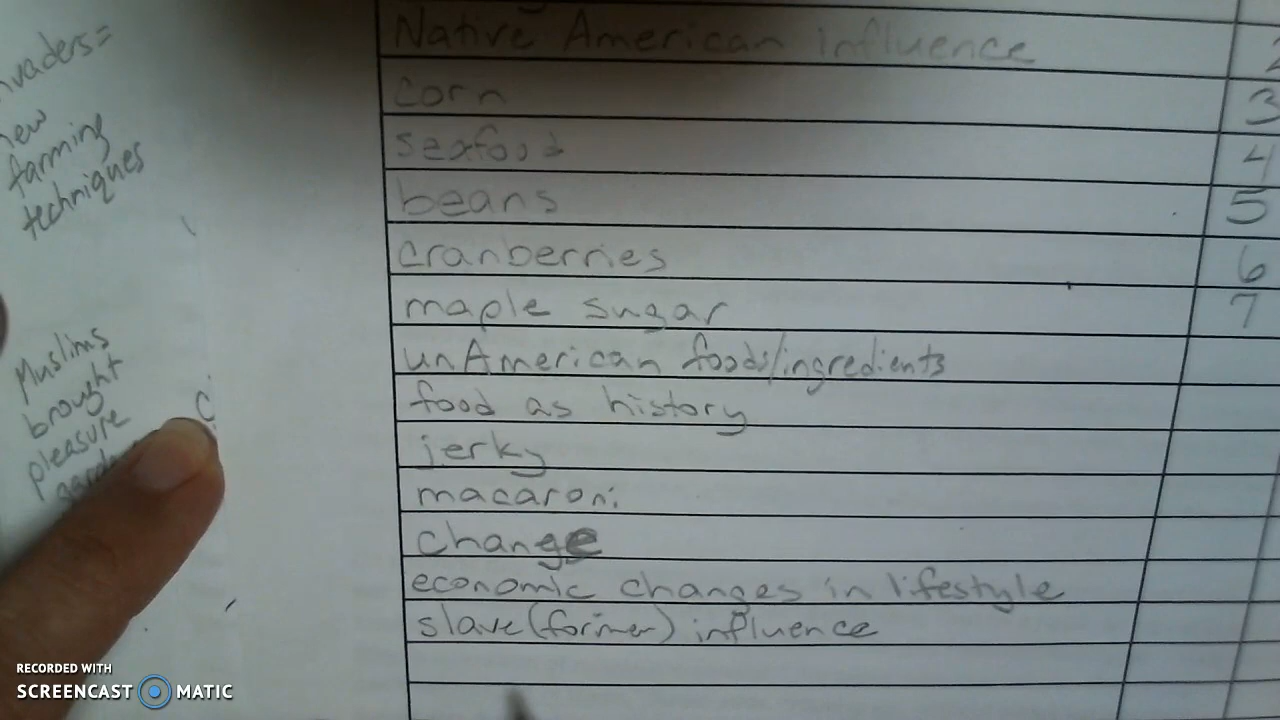 nvaders=
new
farming
techniques
Muslims
brought
pleasure
C
Native American influence
corn
seafood
beans
cranberries
maple sugar
unAmerican foods/ingredients
food as history
jerky
macaroni
change
economic changes in lifestyle
slave (former) influence
2
3
4
5
6
7
RECORDED WITH
SCREENCAST MATIC